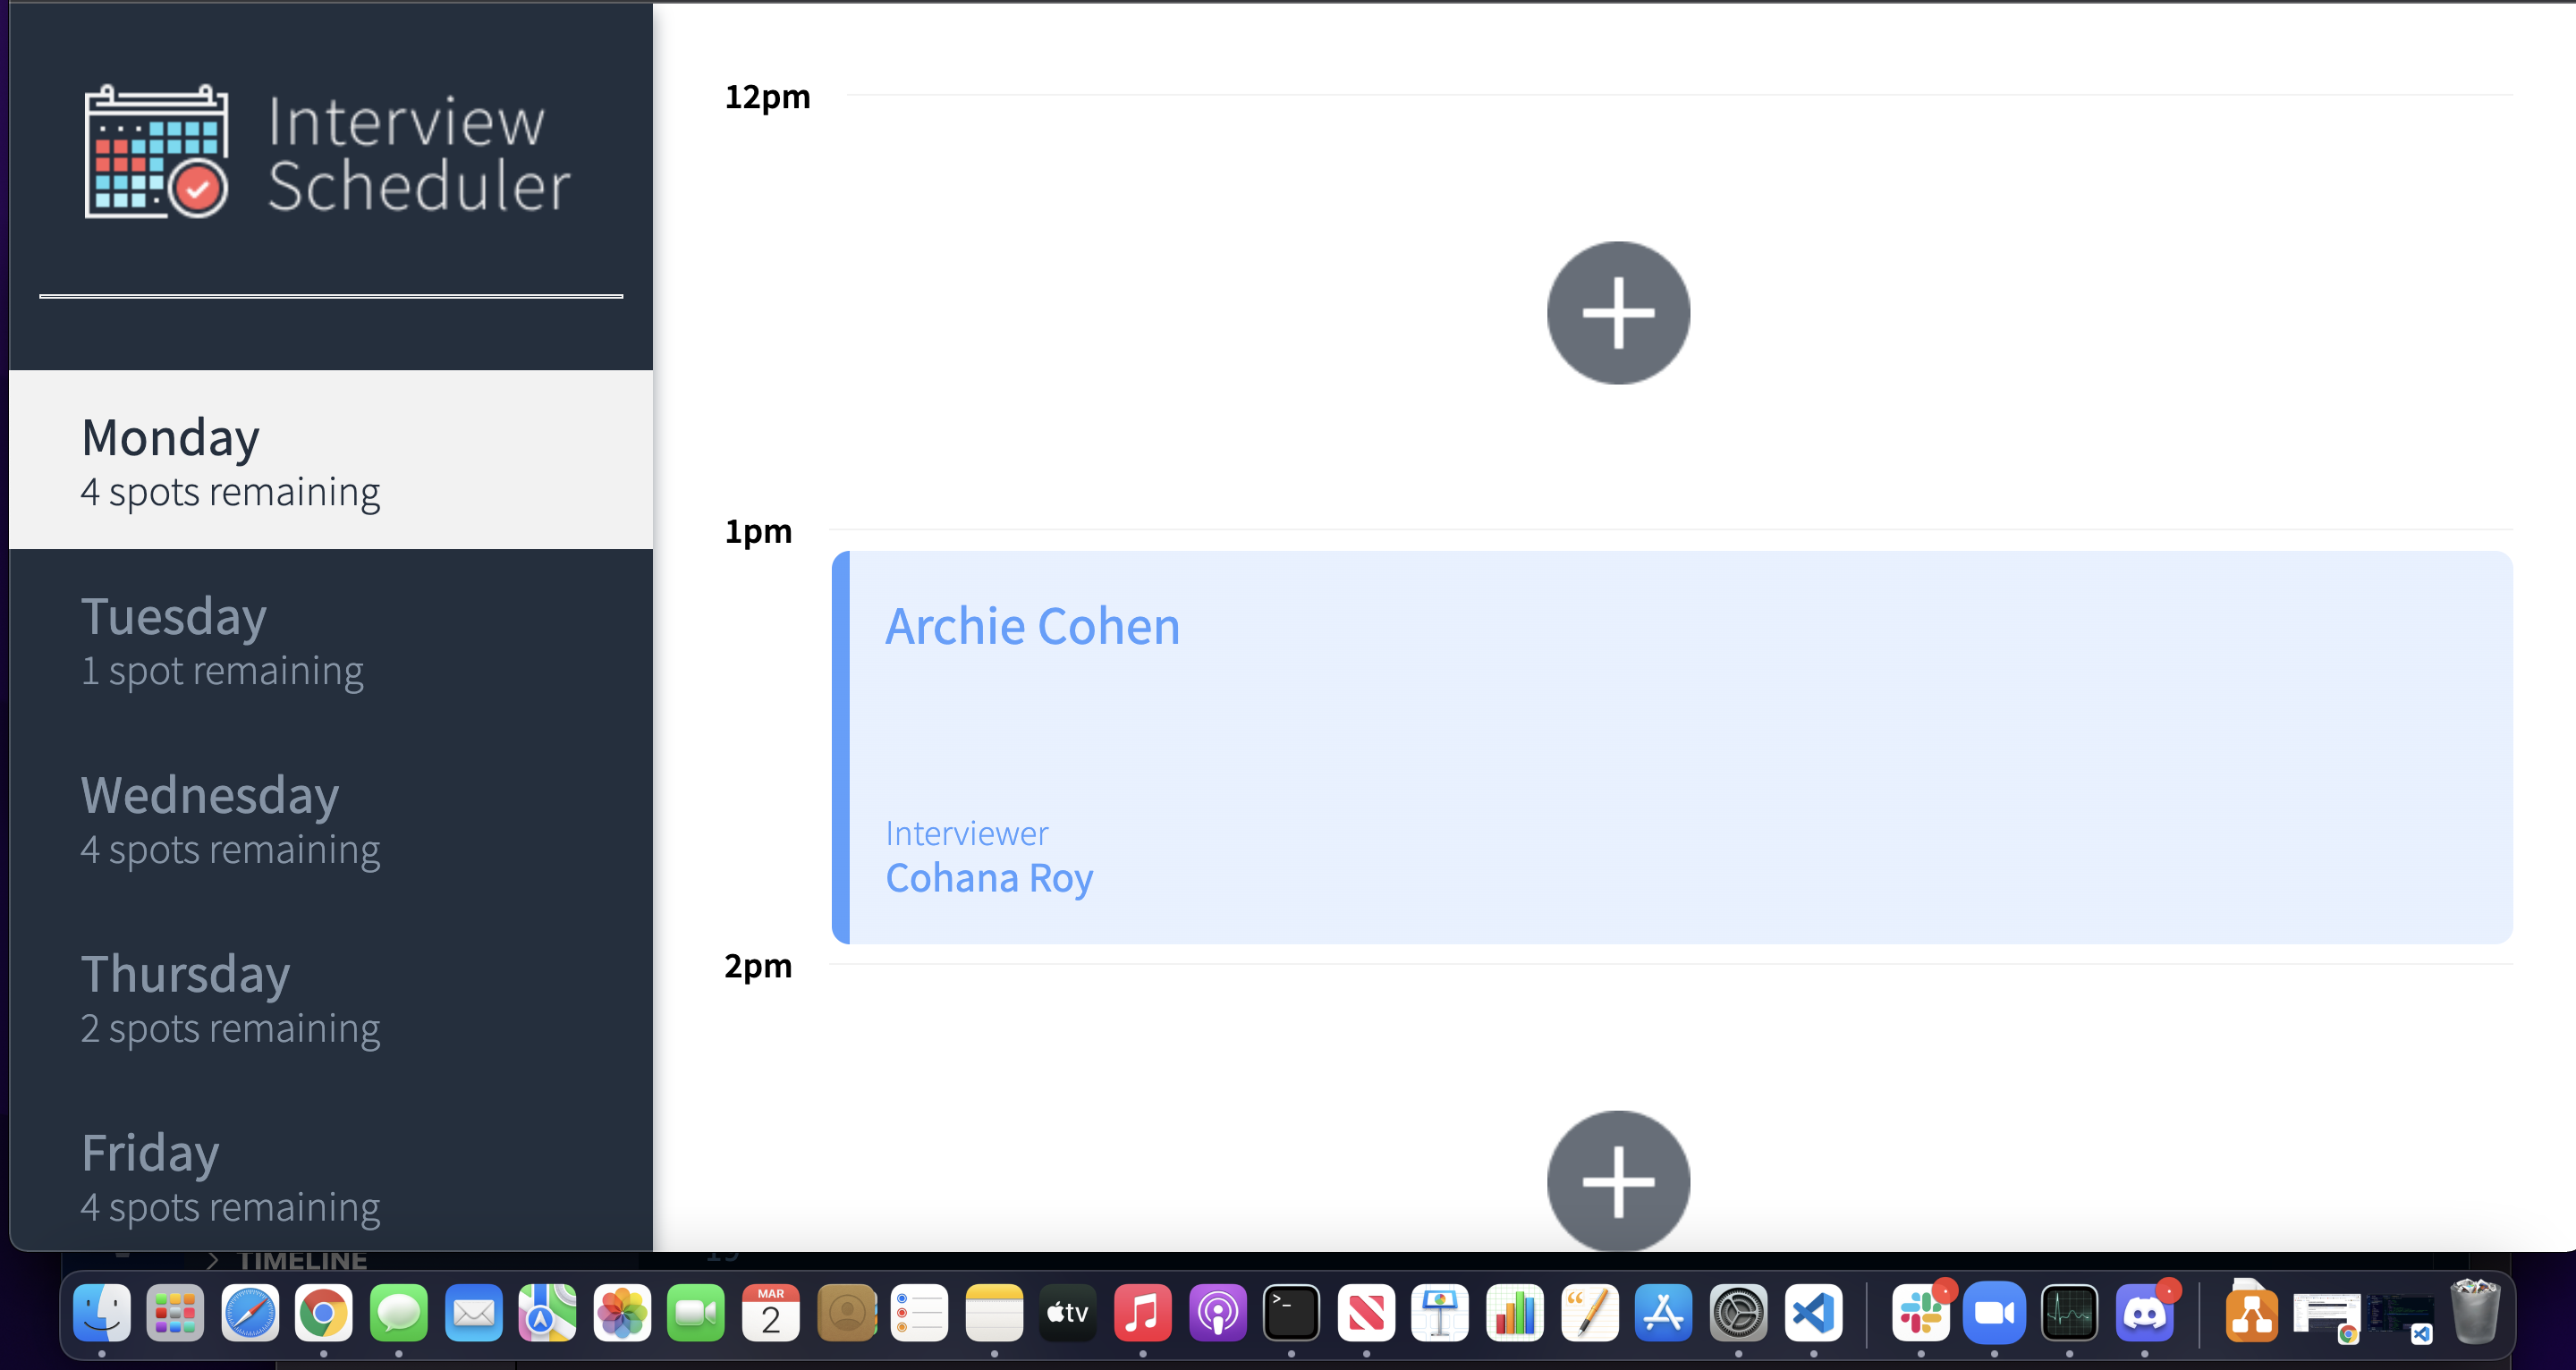 Interview
Scheduler
Monday
4 spots remaining
Tuesday
1 spot remaining
Wednesday
4 spots remaining
Thursday
2 spots remaining
Friday
4 spots remaining
12pm
1pm
Archie Cohen
Interviewer
Cohana Roy
2pm
TIMELINE
MAR
2
tv
>_